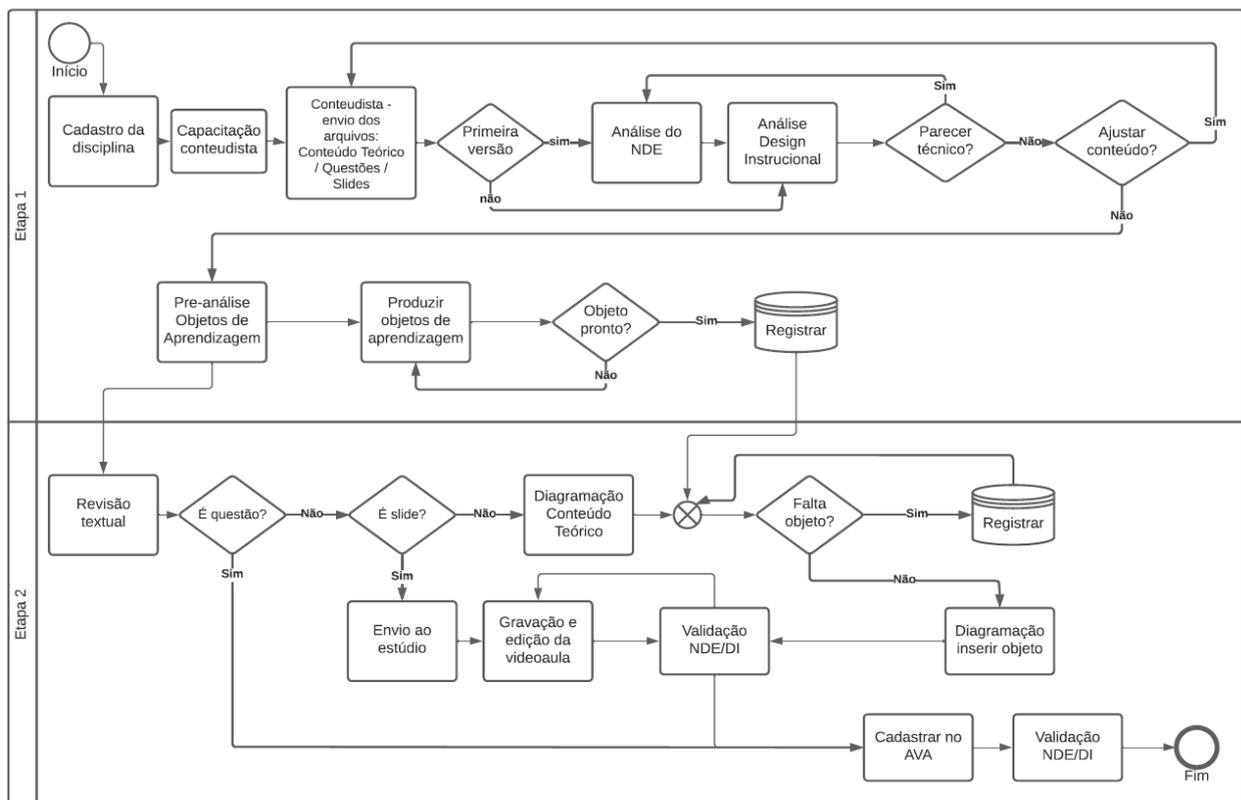 Etapa 1
Início
Cadastro da
disciplina
Capacitação
conteudista
Conteudista -
envio dos
arquivos:
Conteúdo Teórico
/ Questões /
Slides
Primeira
versão
sim
não
Análise do
NDE
Análise
Design
Instrucional
Sim
Parecer
técnico?
Não
Ajustar
conteúdo?
Sim
Não
Pre-análise
Objetos de
Aprendizagem
Produzir
objetos de
aprendizagem
Objeto
pronto?
Sim
Não
Registrar
Etapa 2
Revisão
textual
É questão?
Não
Sim
É slide?
Não
Sim
Diagramação
Conteúdo
Teórico
Falta
objeto?
Sim
Não
Registrar
Envio ao
estúdio
Gravação e
edição da
videoaula
Validação
NDE/DI
Diagramação
inserir objeto
Cadastrar no
AVA
Validação
NDE/DI
Fim